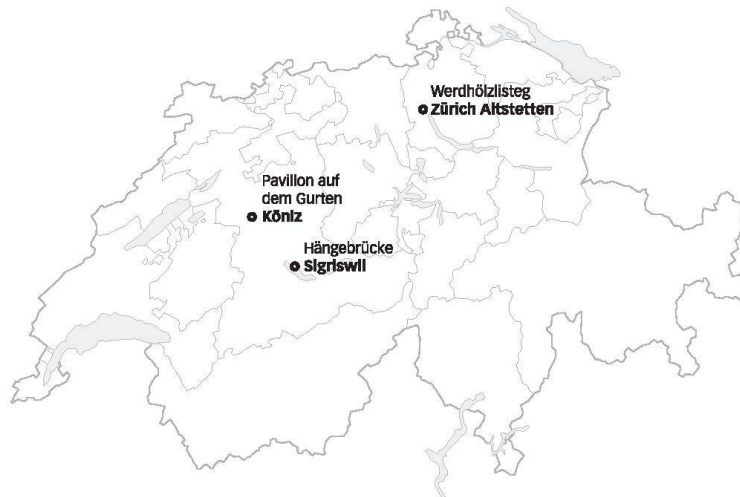 Werdhölzlisteg
Zürich Altstetten
Pavillon auf
dem Gurten
Köniz
Hängebrücke
Sigriswil